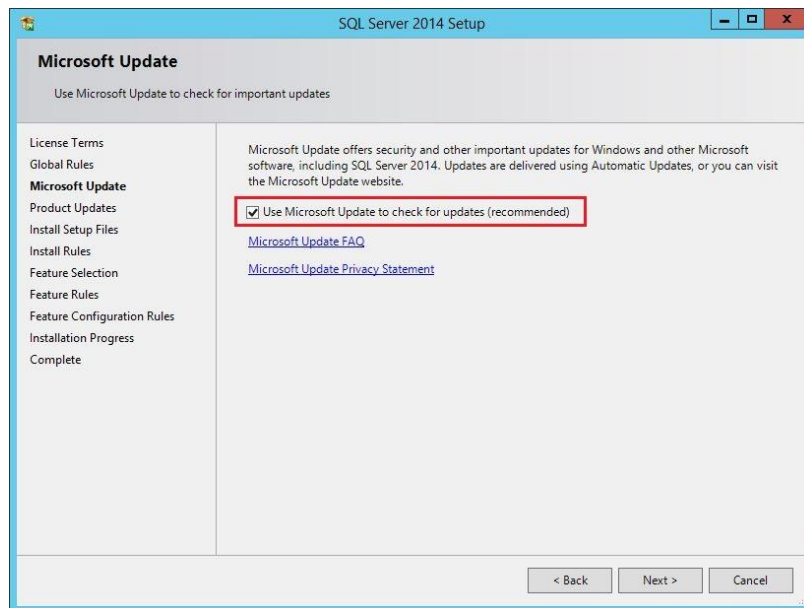 SQL Server 2014 Setup
Microsoft Update
Use Microsoft Update to check for important updates
License Terms
Global Rules
Microsoft Update
Product Updates
Install Setup Files
Install Rules
Feature Selection
Feature Rules
Feature Configuration Rules
Installation Progress
Complete
Microsoft Update offers security and other important updates for Windows and other Microsoft
software, including SQL Server 2014. Updates are delivered using Automatic Updates, or you can visit
the Microsoft Update website.
Use Microsoft Update to check for updates (recommended)
Microsoft Update FAQ
Microsoft Update Privacy Statement
< Back
Next >
Cancel